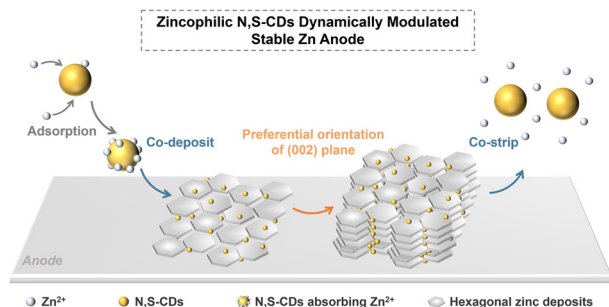 Zincophilic N,S-CDs Dynamically Modulated
Stable Zn Anode
Adsorption
Co-deposit
Preferential orientation
of (002) plane
Co-strip
Anode
Zn²⁺
N,S-CDs
N,S-CDs absorbing Zn²⁺
Hexagonal zinc deposits